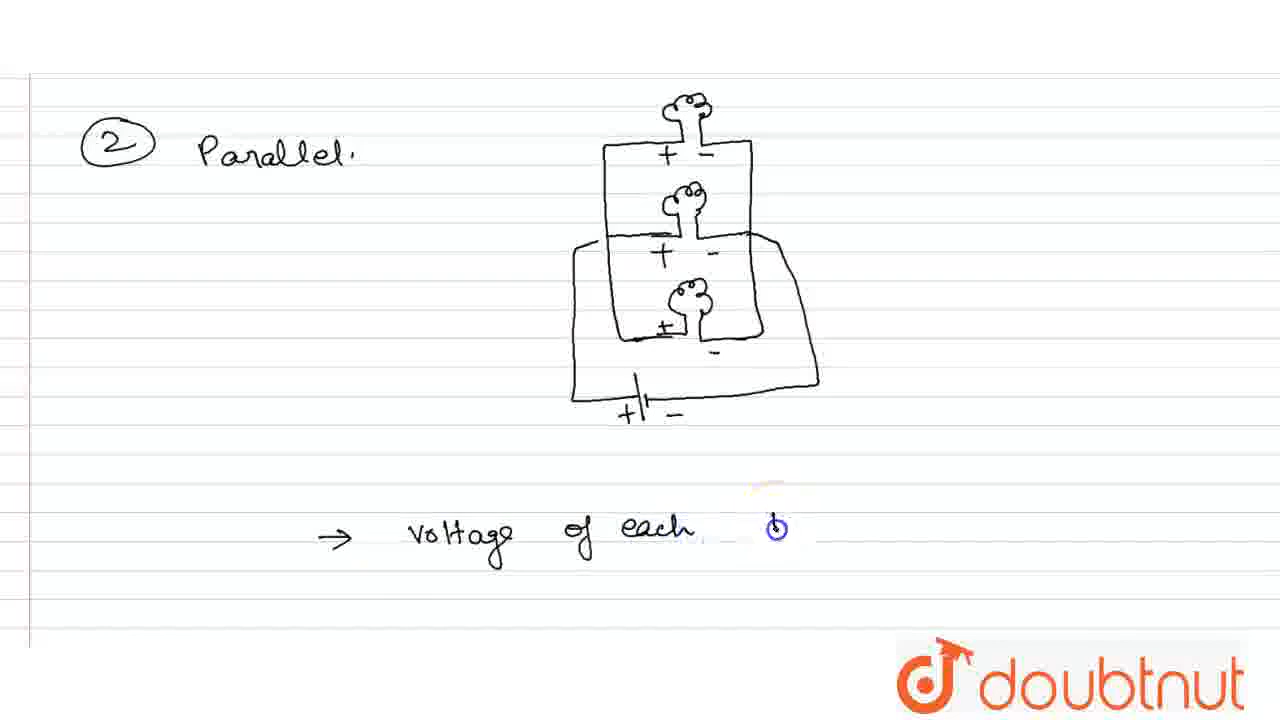 2 Parallel.
+ -
+ -
+ -
+ -
→ voltage of each
doubtnut